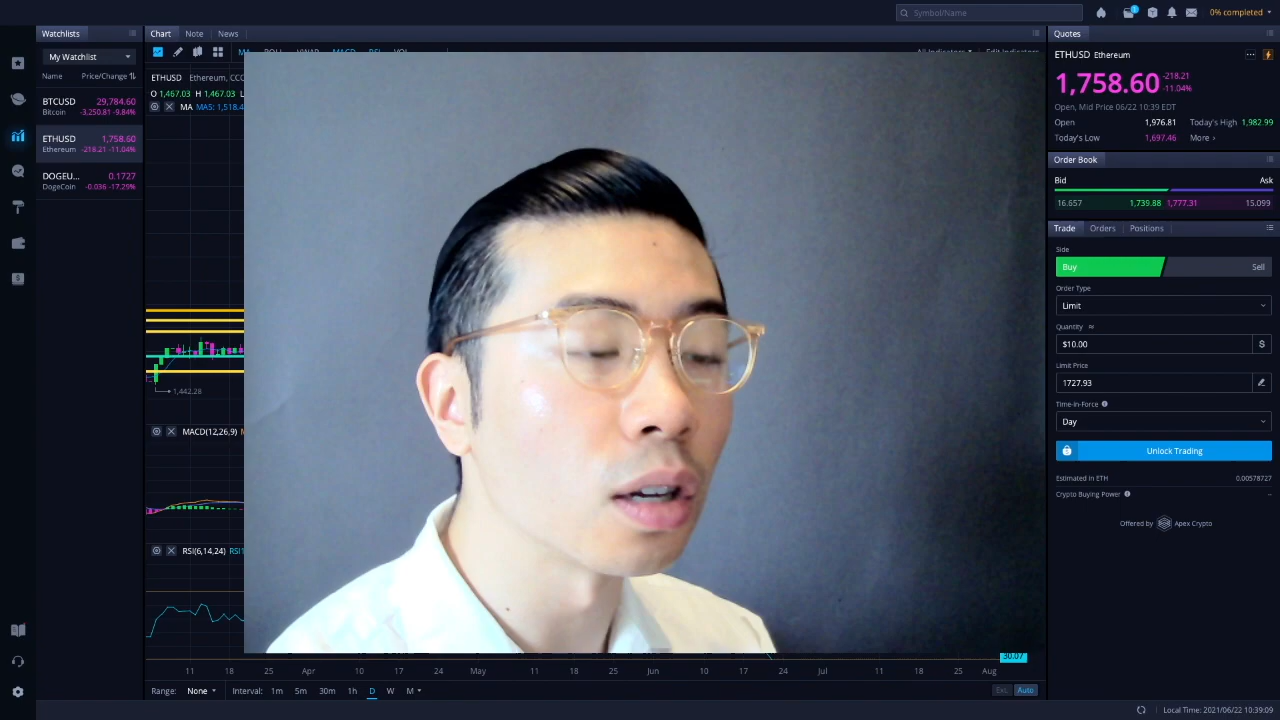 Symbol/Name
1
0% completed
Watchlists
Chart Note News
Quotes
My Watchlist
Name Price/Change
BTCUSD 29,784.60
Bitcoin -3,250.81 -9.84%
ETHUSD 1,758.60
Ethereum -218.21 -11.04%
DOGEU... 0.1727
DogeCoin -0.036 -17.29%
ETHUSD Ethereum, CCC
O 1,467.03 H 1,467.03 L
MA MA5: 1,518.4
1,442.28
MACD(12,26,9)
RSI(6,14,24) RSI1
30.07
11 18 25 Apr 10 17 24 May 11 18 25 Jun 10 17 24 Jul 11 18 25 Aug
Range: None Interval: 1m 5m 30m 1h D W M Ext. Auto
ETHUSD Ethereum
1,758.60 -218.21
-11.04%
Open, Mid Price 06/22 10:39 EDT
Open 1,976.81 Today's High 1,982.99
Today's Low 1,697.46 More >
Order Book
Bid Ask
16.657 1,739.88 1,777.31 15.099
Trade Orders Positions
Side
Buy Sell
Order Type
Limit
Quantity ≈
$10.00 $
Limit Price
1727.93
Time-In-Force
Day
Unlock Trading
Estimated in ETH 0.00578727
Crypto Buying Power --
Offered by Apex Crypto
Local Time: 2021/06/22 10:39:09